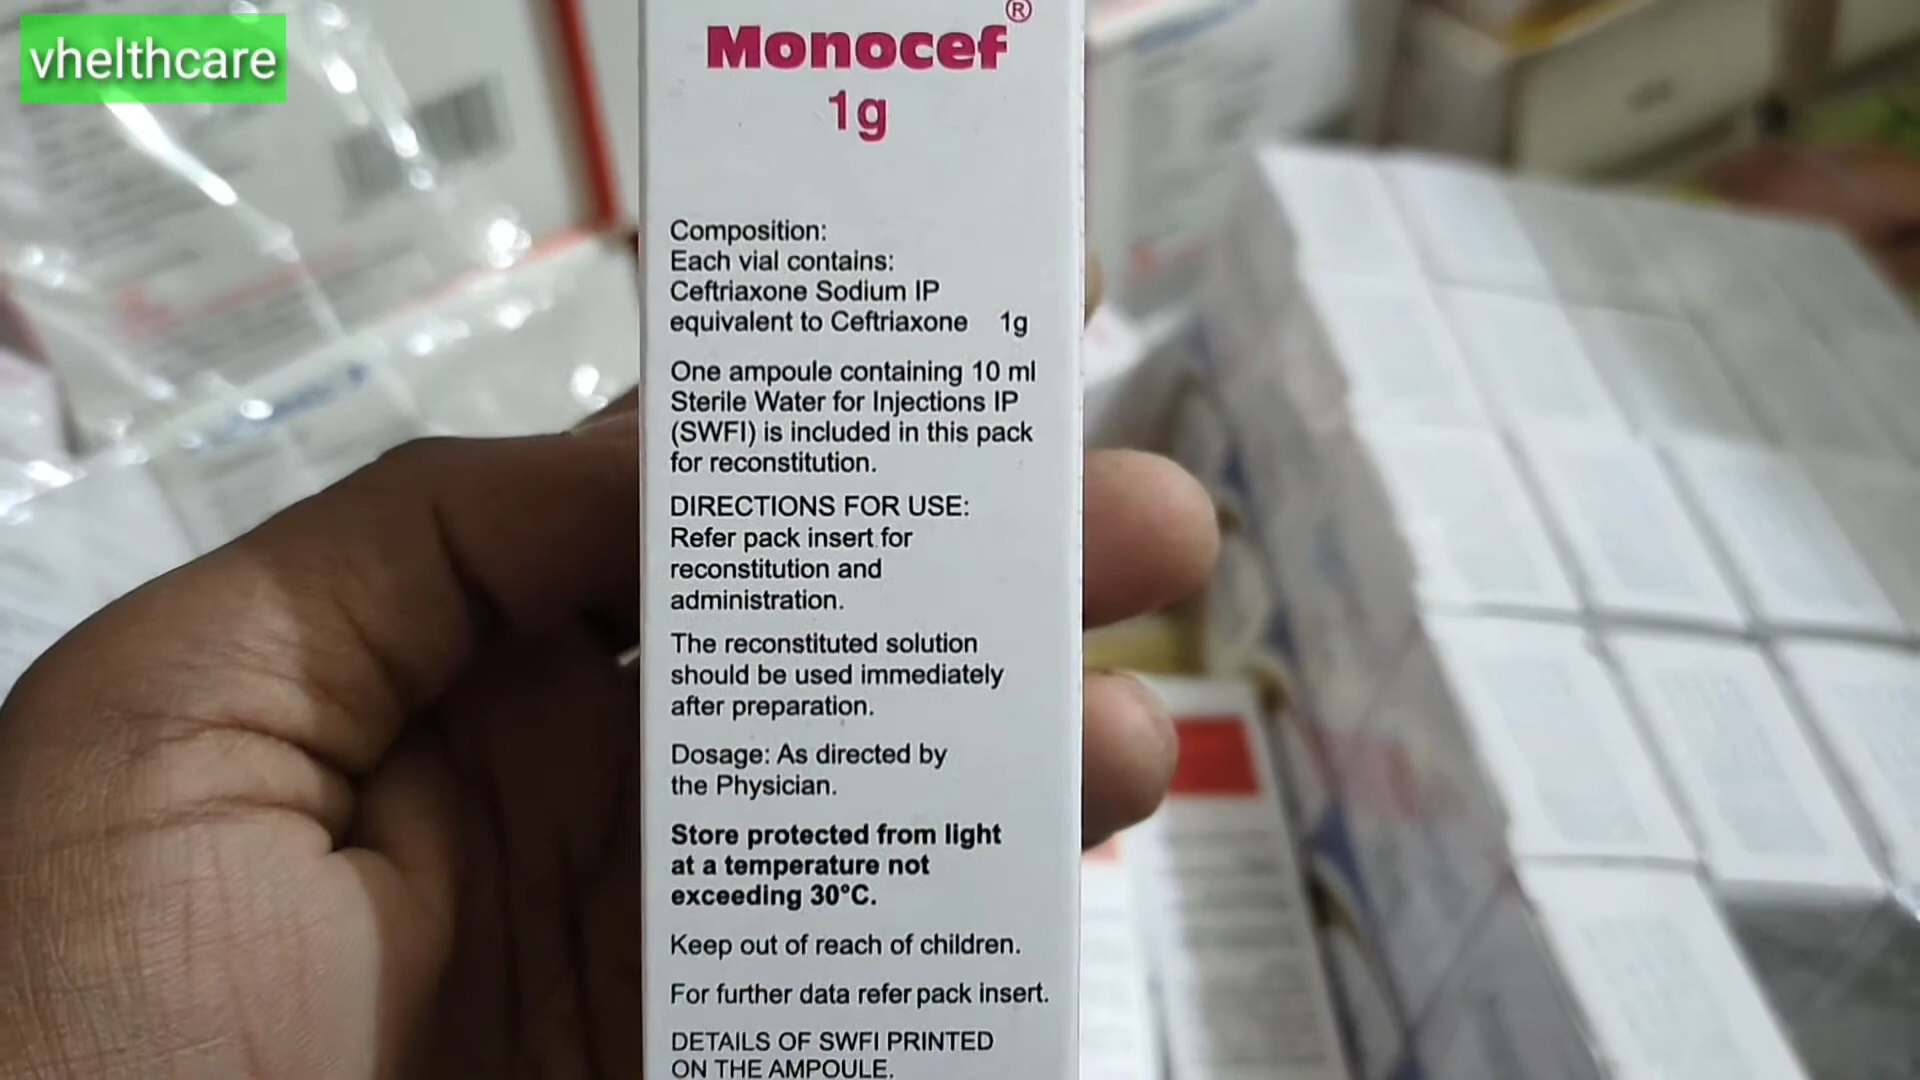 vhelthcare
Monocef®
1g
Composition:
Each vial contains:
Ceftriaxone Sodium IP
equivalent to Ceftriaxone 1g
One ampoule containing 10 ml
Sterile Water for Injections IP
(SWFI) is included in this pack
for reconstitution.
DIRECTIONS FOR USE:
Refer pack insert for
reconstitution and
administration.
The reconstituted solution
should be used immediately
after preparation.
Dosage: As directed by
the Physician.
Store protected from light
at a temperature not
exceeding 30°C.
Keep out of reach of children.
For further data refer pack insert.
DETAILS OF SWFI PRINTED
ON THE AMPOULE.